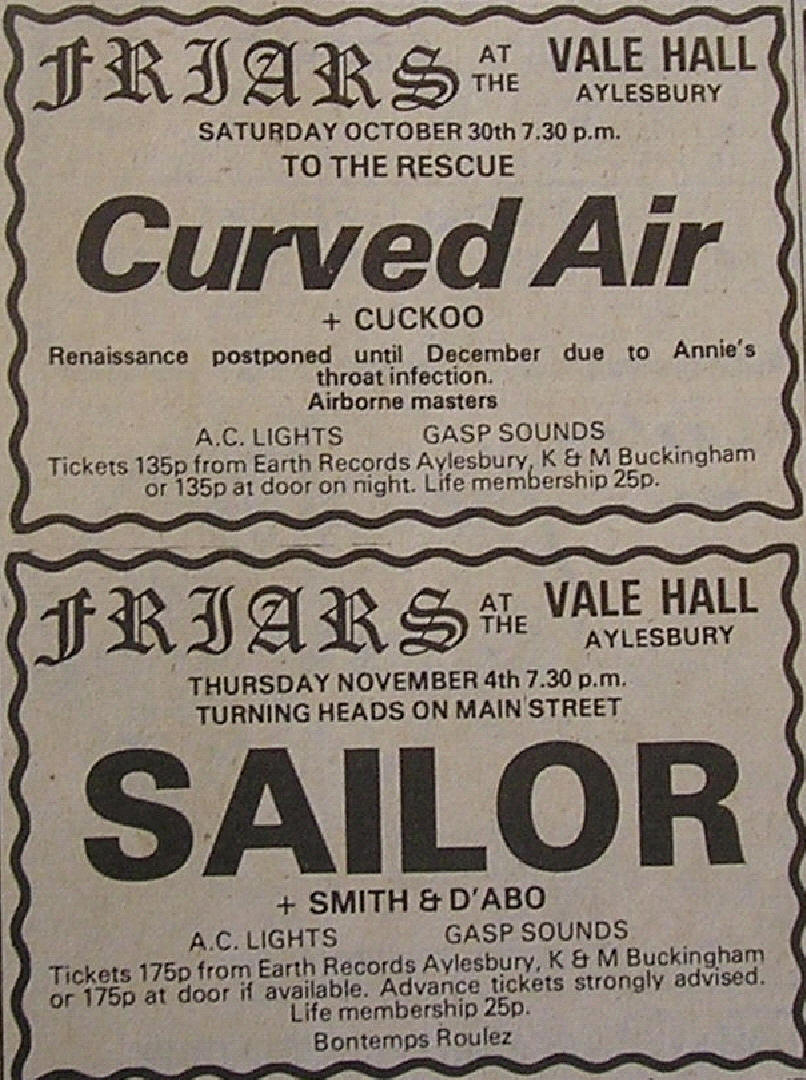 FRIARS AT THE VALE HALL
AYLESBURY
SATURDAY OCTOBER 30th 7.30 p.m.
TO THE RESCUE
Curved Air
+ CUCKOO
Renaissance postponed until December due to Annie's
throat infection.
Airborne masters
A.C. LIGHTS GASP SOUNDS
Tickets 135p from Earth Records Aylesbury, K & M Buckingham
or 135p at door on night. Life membership 25p.
FRIARS AT THE VALE HALL
AYLESBURY
THURSDAY NOVEMBER 4th 7.30 p.m.
TURNING HEADS ON MAIN STREET
SAILOR
+ SMITH & D'ABO
A.C. LIGHTS GASP SOUNDS
Tickets 175p from Earth Records Aylesbury, K & M Buckingham
or 175p at door if available. Advance tickets strongly advised.
Life membership 25p.
Bontemps Roulez